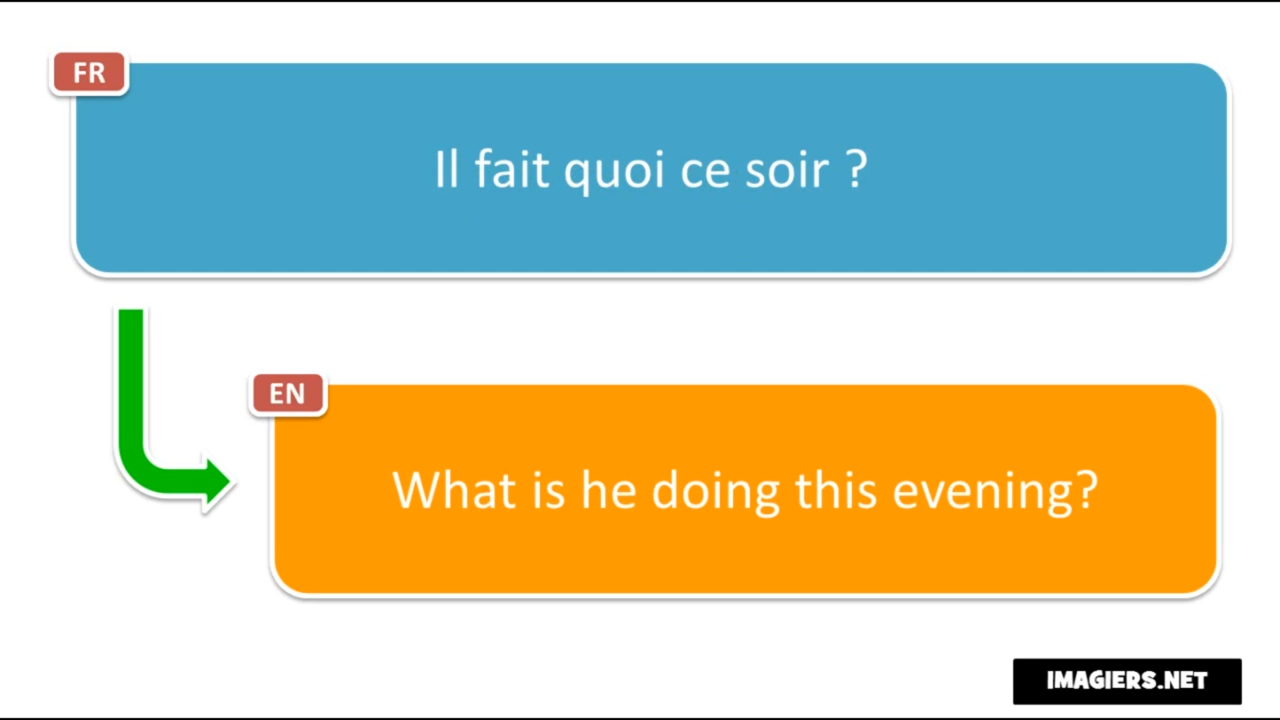 FR
Il fait quoi ce soir ?
EN
What is he doing this evening?
IMAGIERS.NET